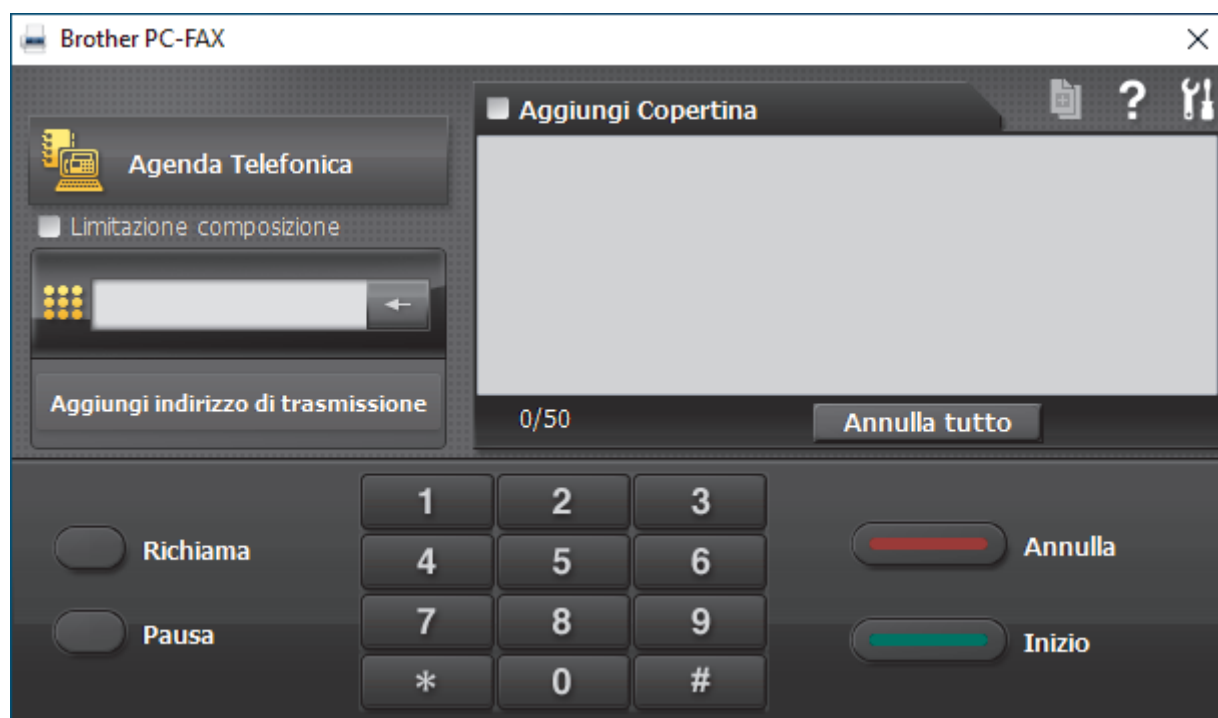 Brother PC-FAX
Agenda Telefonica
Limitazione composizione
Aggiungi indirizzo di trasmissione
Aggiungi Copertina
?
0/50
Annulla tutto
Richiama
Pausa
1 2 3
4 5 6
7 8 9
* 0 #
Annulla
Inizio